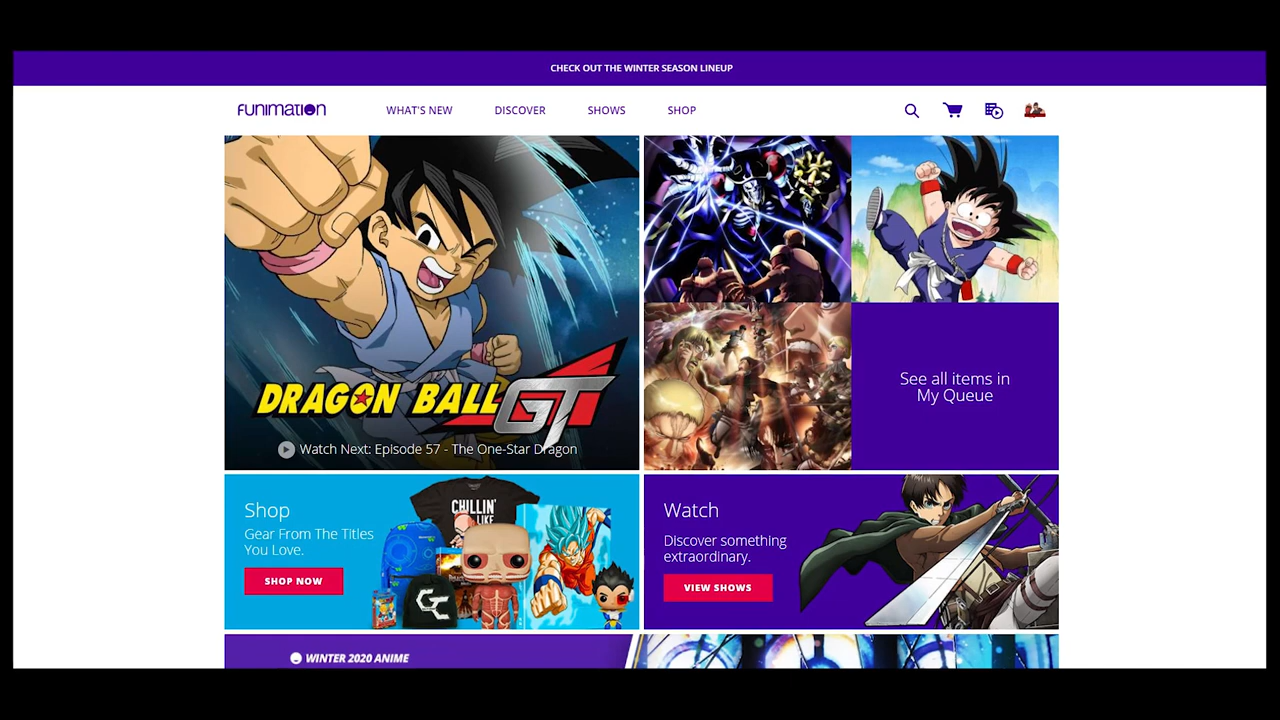 CHECK OUT THE WINTER SEASON LINEUP
FUNIMATION
WHAT'S NEW
DISCOVER
SHOWS
SHOP
DRAGON BALL GT
Watch Next: Episode 57 - The One-Star Dragon
See all items in
My Queue
Shop
Gear From The Titles
You Love.
SHOP NOW
CHILLIN'
LIKE
Watch
Discover something
extraordinary.
VIEW SHOWS
WINTER 2020 ANIME